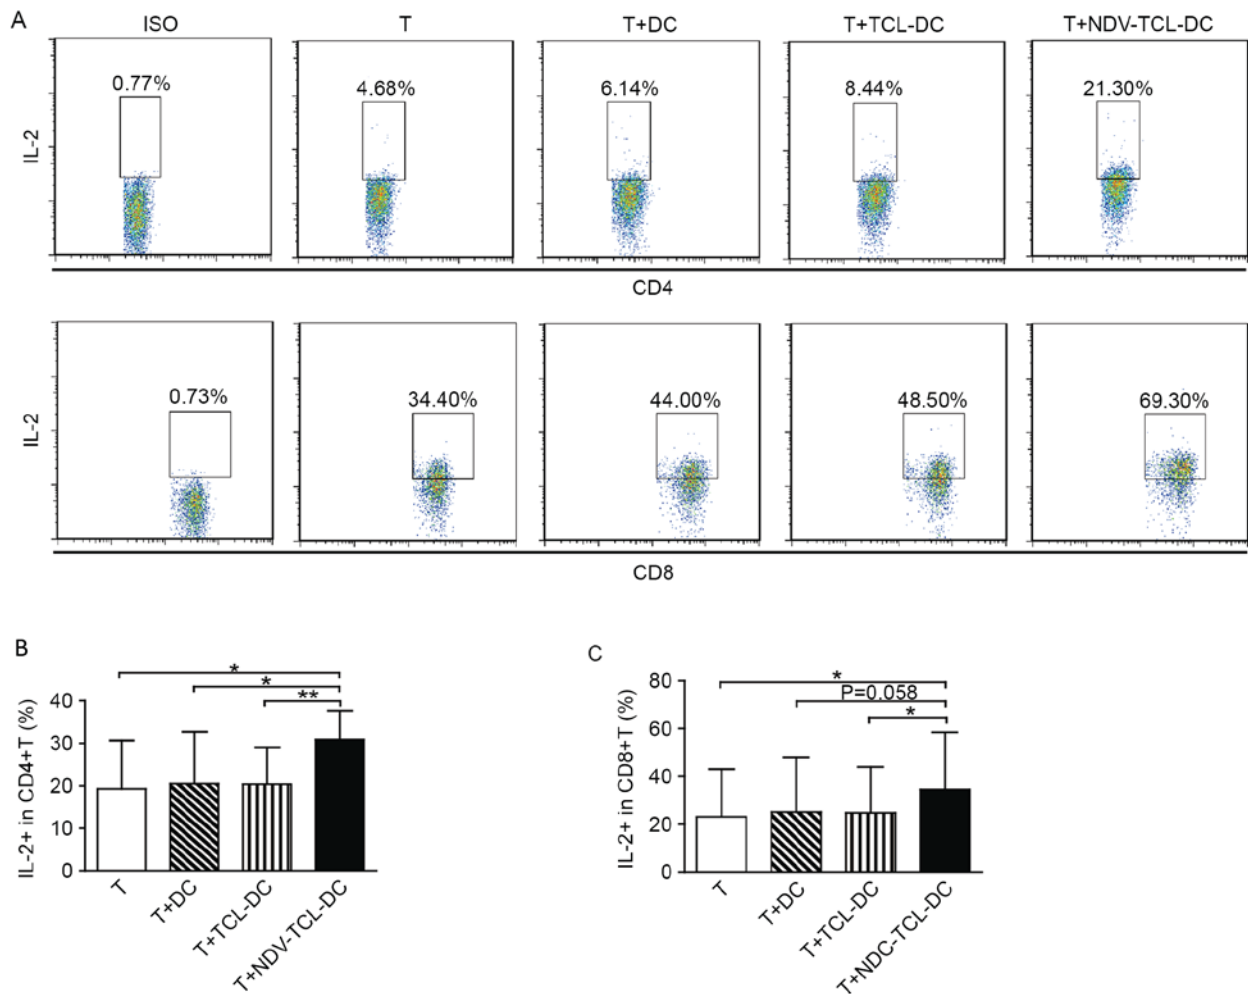 A
ISO T T+DC T+TCL-DC T+NDV-TCL-DC
0.77% 4.68% 6.14% 8.44% 21.30%
IL-2
CD4
0.73% 34.40% 44.00% 48.50% 69.30%
IL-2
CD8
B
*
*
**
IL-2+ in CD4+T (%)
40
30
20
10
0
T T+DC T+TCL-DC T+NDV-TCL-DC
C
*
P=0.058
*
IL-2+ in CD8+T (%)
80
60
40
20
0
T T+DC T+TCL-DC T+NDC-TCL-DC